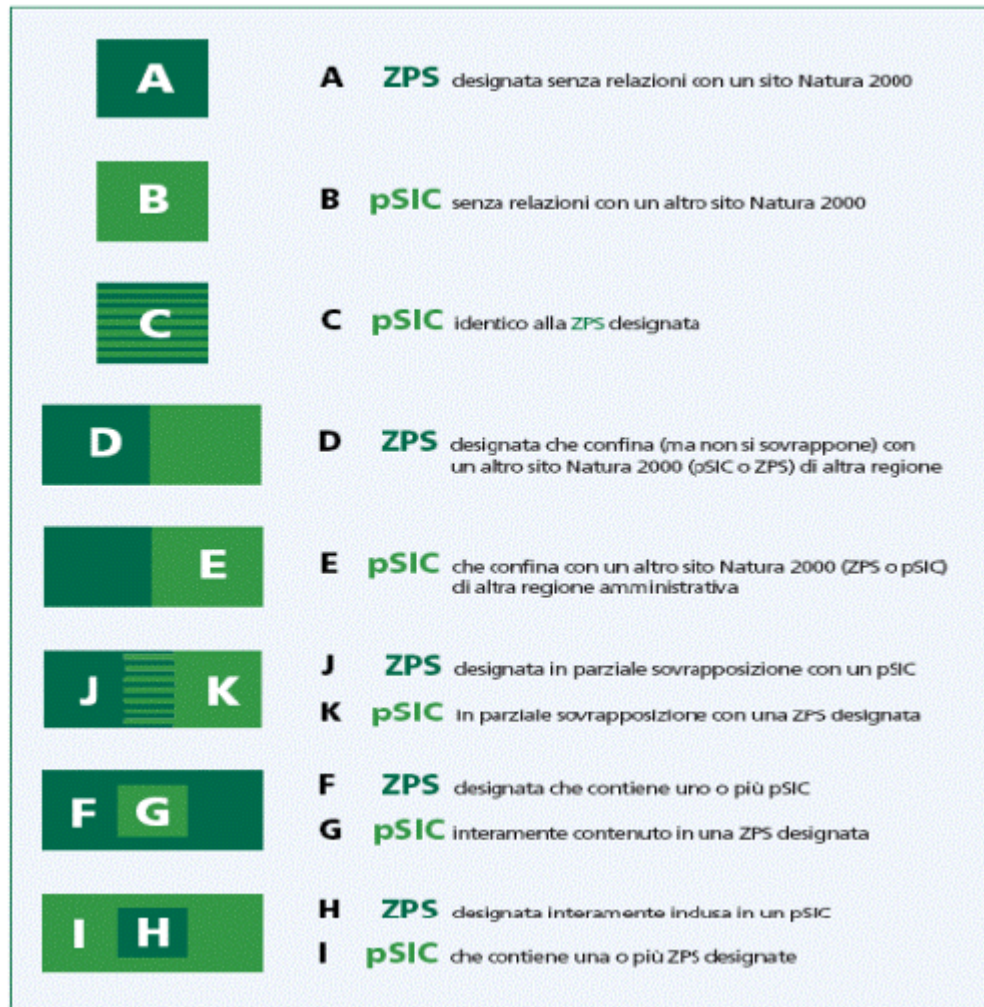 A
A ZPS designata senza relazioni con un sito Natura 2000
B
B pSIC senza relazioni con un altro sito Natura 2000
C
C pSIC identico alla ZPS designata
D
D ZPS designata che confina (ma non si sovrappone) con
un altro sito Natura 2000 (pSIC o ZPS) di altra regione
E
E pSIC che confina con un altro sito Natura 2000 (ZPS o pSIC)
di altra regione amministrativa
J K
J ZPS designata in parziale sovrapposizione con un pSIC
K pSIC in parziale sovrapposizione con una ZPS designata
F G
F ZPS designata che contiene uno o più pSIC
G pSIC interamente contenuto in una ZPS designata
I H
H ZPS designata interamente inclusa in un pSIC
I pSIC che contiene una o più ZPS designate